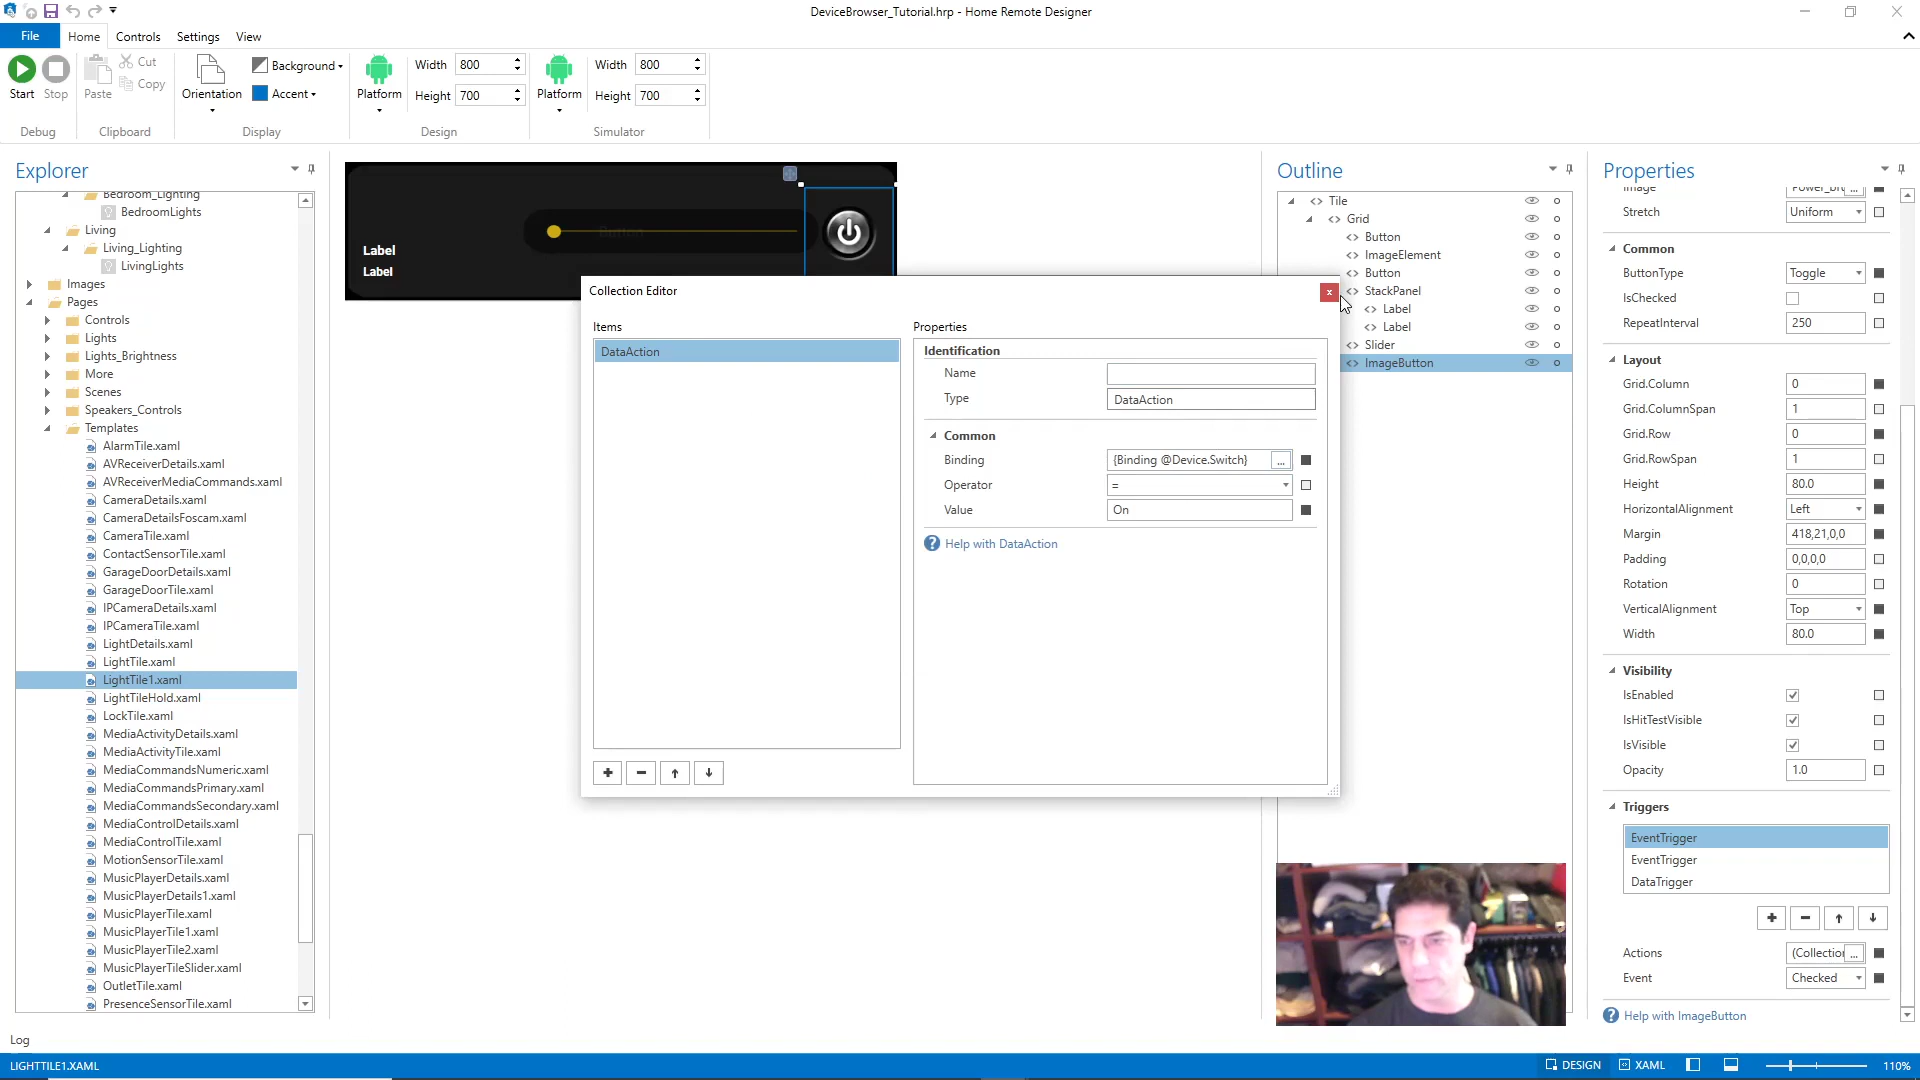 DeviceBrowser_Tutorial.hrp - Home Remote Designer
File Home Controls Settings View
Start Stop
Debug
Paste
Cut
Copy
Clipboard
Orientation
Background
Accent
Display
Platform
Width 800
Height 700
Design
Platform
Width 800
Height 700
Simulator
Explorer
Bedroom_Lighting
BedroomLights
Living
Living_Lighting
LivingLights
Images
Pages
Controls
Lights
Lights_Brightness
More
Scenes
Speakers_Controls
Templates
AlarmTile.xaml
AVReceiverDetails.xaml
AVReceiverMediaCommands.xaml
CameraDetails.xaml
CameraDetailsFoscam.xaml
CameraTile.xaml
ContactSensorTile.xaml
GarageDoorDetails.xaml
GarageDoorTile.xaml
IPCameraDetails.xaml
IPCameraTile.xaml
LightDetails.xaml
LightTile.xaml
LightTile1.xaml
LightTileHold.xaml
LockTile.xaml
MediaActivityDetails.xaml
MediaActivityTile.xaml
MediaCommandsNumeric.xaml
MediaCommandsPrimary.xaml
MediaCommandsSecondary.xaml
MediaControlDetails.xaml
MediaControlTile.xaml
MotionSensorTile.xaml
MusicPlayerDetails.xaml
MusicPlayerDetails1.xaml
MusicPlayerTile.xaml
MusicPlayerTile1.xaml
MusicPlayerTile2.xaml
MusicPlayerTileSlider.xaml
OutletTile.xaml
PresenceSensorTile.xaml
Button
Label
Label
Collection Editor
x
Items
DataAction
Properties
Identification
Name
Type DataAction
Common
Binding {Binding @Device.Switch} ...
Operator =
Value On
? Help with DataAction
Outline
Tile
Grid
Button
ImageElement
Button
StackPanel
Label
Label
Slider
ImageButton
Properties
Image ...
Stretch Uniform
Common
ButtonType Toggle
IsChecked
RepeatInterval 250
Layout
Grid.Column 0
Grid.ColumnSpan 1
Grid.Row 0
Grid.RowSpan 1
Height 80.0
HorizontalAlignment Left
Margin 418,21,0,0
Padding 0,0,0,0
Rotation 0
VerticalAlignment Top
Width 80.0
Visibility
IsEnabled
IsHitTestVisible
IsVisible
Opacity 1.0
Triggers
EventTrigger
EventTrigger
DataTrigger
Actions (Collection ...
Event Checked
? Help with ImageButton
Log
LIGHTTILE1.XAML
DESIGN XAML 110%